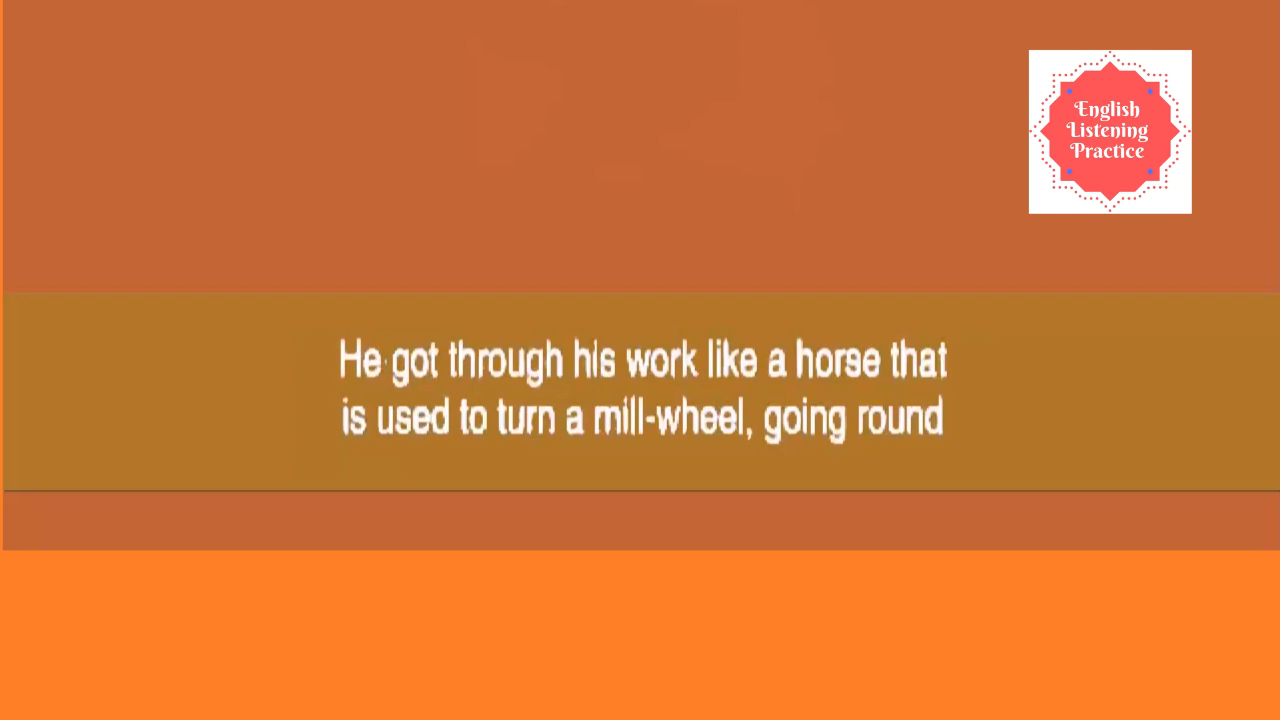 English
Listening
Practice
He got through his work like a horse that
is used to turn a mill-wheel, going round